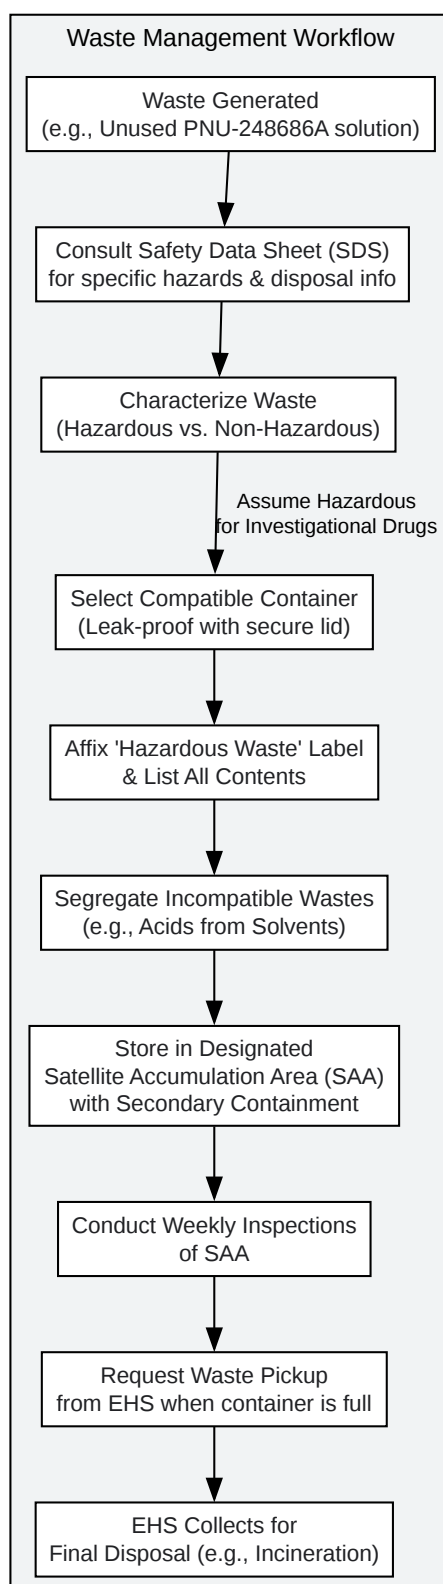 Waste Management Workflow
Waste Generated
(e.g., Unused PNU-248686A solution)
Consult Safety Data Sheet (SDS)
for specific hazards & disposal info
Characterize Waste
(Hazardous vs. Non-Hazardous)
Assume Hazardous
for Investigational Drugs
Select Compatible Container
(Leak-proof with secure lid)
Affix 'Hazardous Waste' Label
& List All Contents
Segregate Incompatible Wastes
(e.g., Acids from Solvents)
Store in Designated
Satellite Accumulation Area (SAA)
with Secondary Containment
Conduct Weekly Inspections
of SAA
Request Waste Pickup
from EHS when container is full
EHS Collects for
Final Disposal (e.g., Incineration)